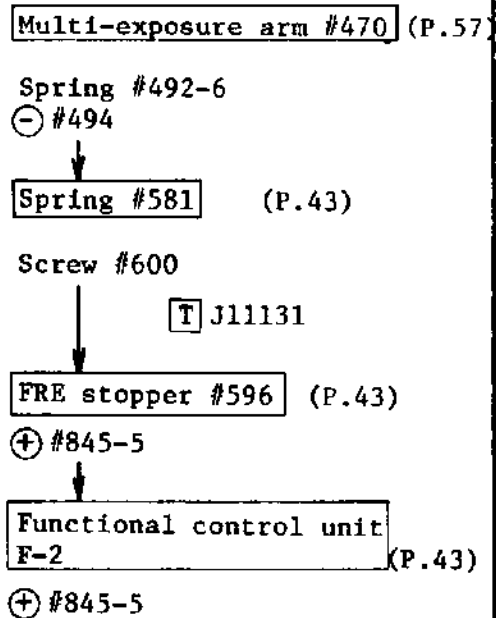 Multi-exposure arm #470 (P.57)
Spring #492-6
⊖ #494
Spring #581 (P.43)
Screw #600
T J11131
FRE stopper #596 (P.43)
⊕ #845-5
Functional control unit
F-2 (P.43)
⊕ #845-5